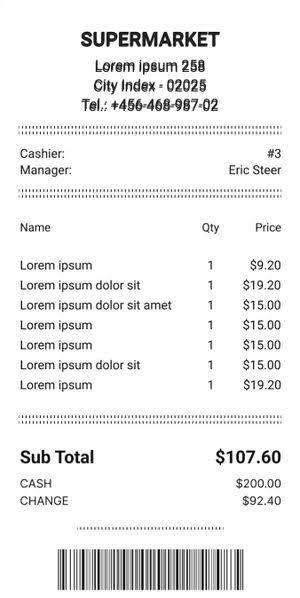 SUPERMARKET
Lorem ipsum 258
City Index - 02025
Tel.: +456-468-987-02
Cashier: #3
Manager: Eric Steer
Name Qty Price
Lorem ipsum 1 $9.20
Lorem ipsum dolor sit 1 $19.20
Lorem ipsum dolor sit amet 1 $15.00
Lorem ipsum 1 $15.00
Lorem ipsum 1 $15.00
Lorem ipsum dolor sit 1 $15.00
Lorem ipsum 1 $19.20
Sub Total $107.60
CASH $200.00
CHANGE $92.40